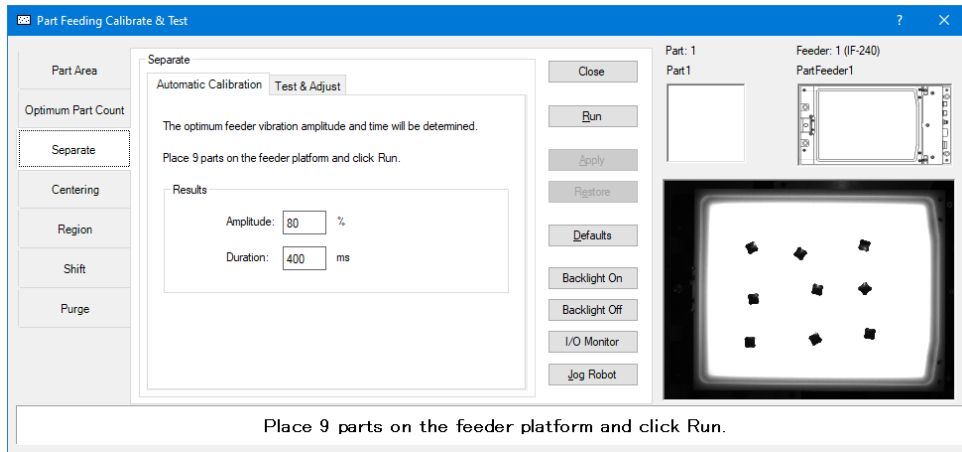 Part Feeding Calibrate & Test
?
Part Area
Optimum Part Count
Separate
Centering
Region
Shift
Purge
Separate
Automatic Calibration
Test & Adjust
The optimum feeder vibration amplitude and time will be determined.
Place 9 parts on the feeder platform and click Run.
Results
Amplitude: 80 %
Duration: 400 ms
Close
Run
Apply
Restore
Defaults
Backlight On
Backlight Off
I/O Monitor
Jog Robot
Part: 1
Part1
Feeder: 1 (IF-240)
PartFeeder1
Place 9 parts on the feeder platform and click Run.